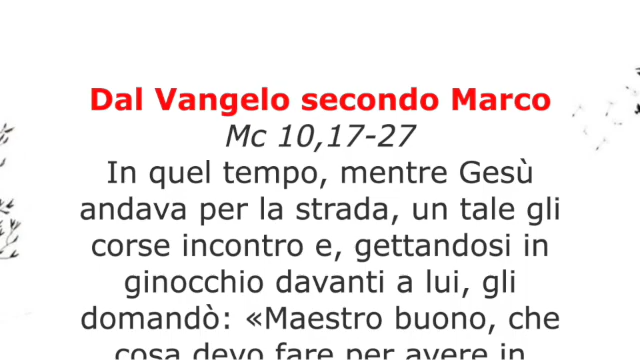 Dal Vangelo secondo Marco
Mc 10,17-27
In quel tempo, mentre Gesù
andava per la strada, un tale gli
corse incontro e, gettandosi in
ginocchio davanti a lui, gli
domandò: «Maestro buono, che
cosa devo fare per avere in